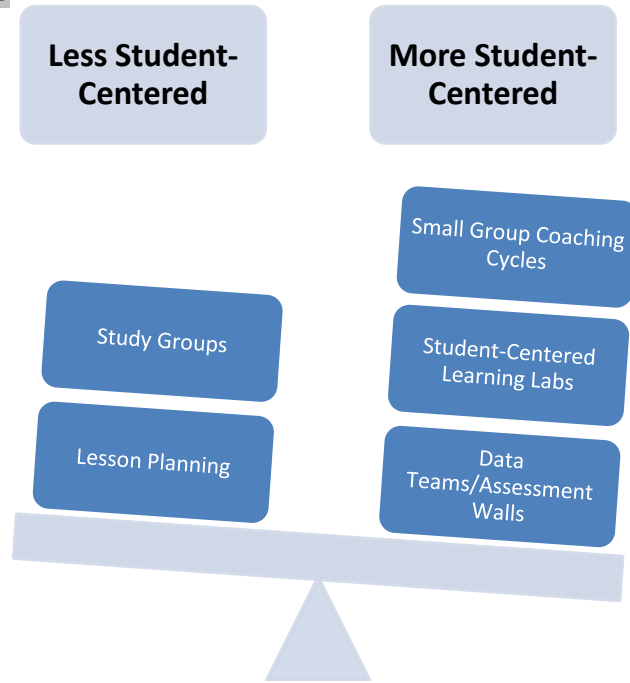 Less Student-
Centered
More Student-
Centered
Small Group Coaching
Cycles
Study Groups
Student-Centered
Learning Labs
Lesson Planning
Data
Teams/Assessment
Walls